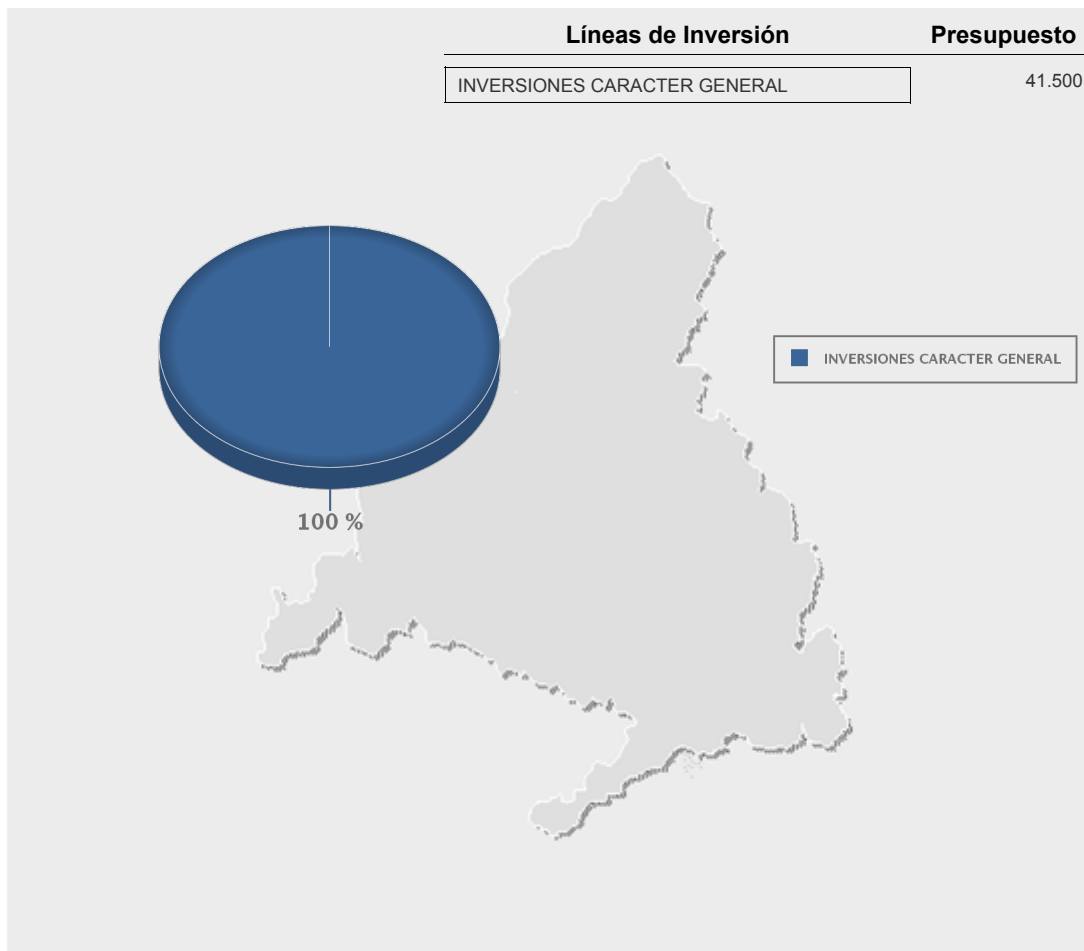 Líneas de Inversión Presupuesto
INVERSIONES CARACTER GENERAL 41.500
INVERSIONES CARACTER GENERAL
100 %